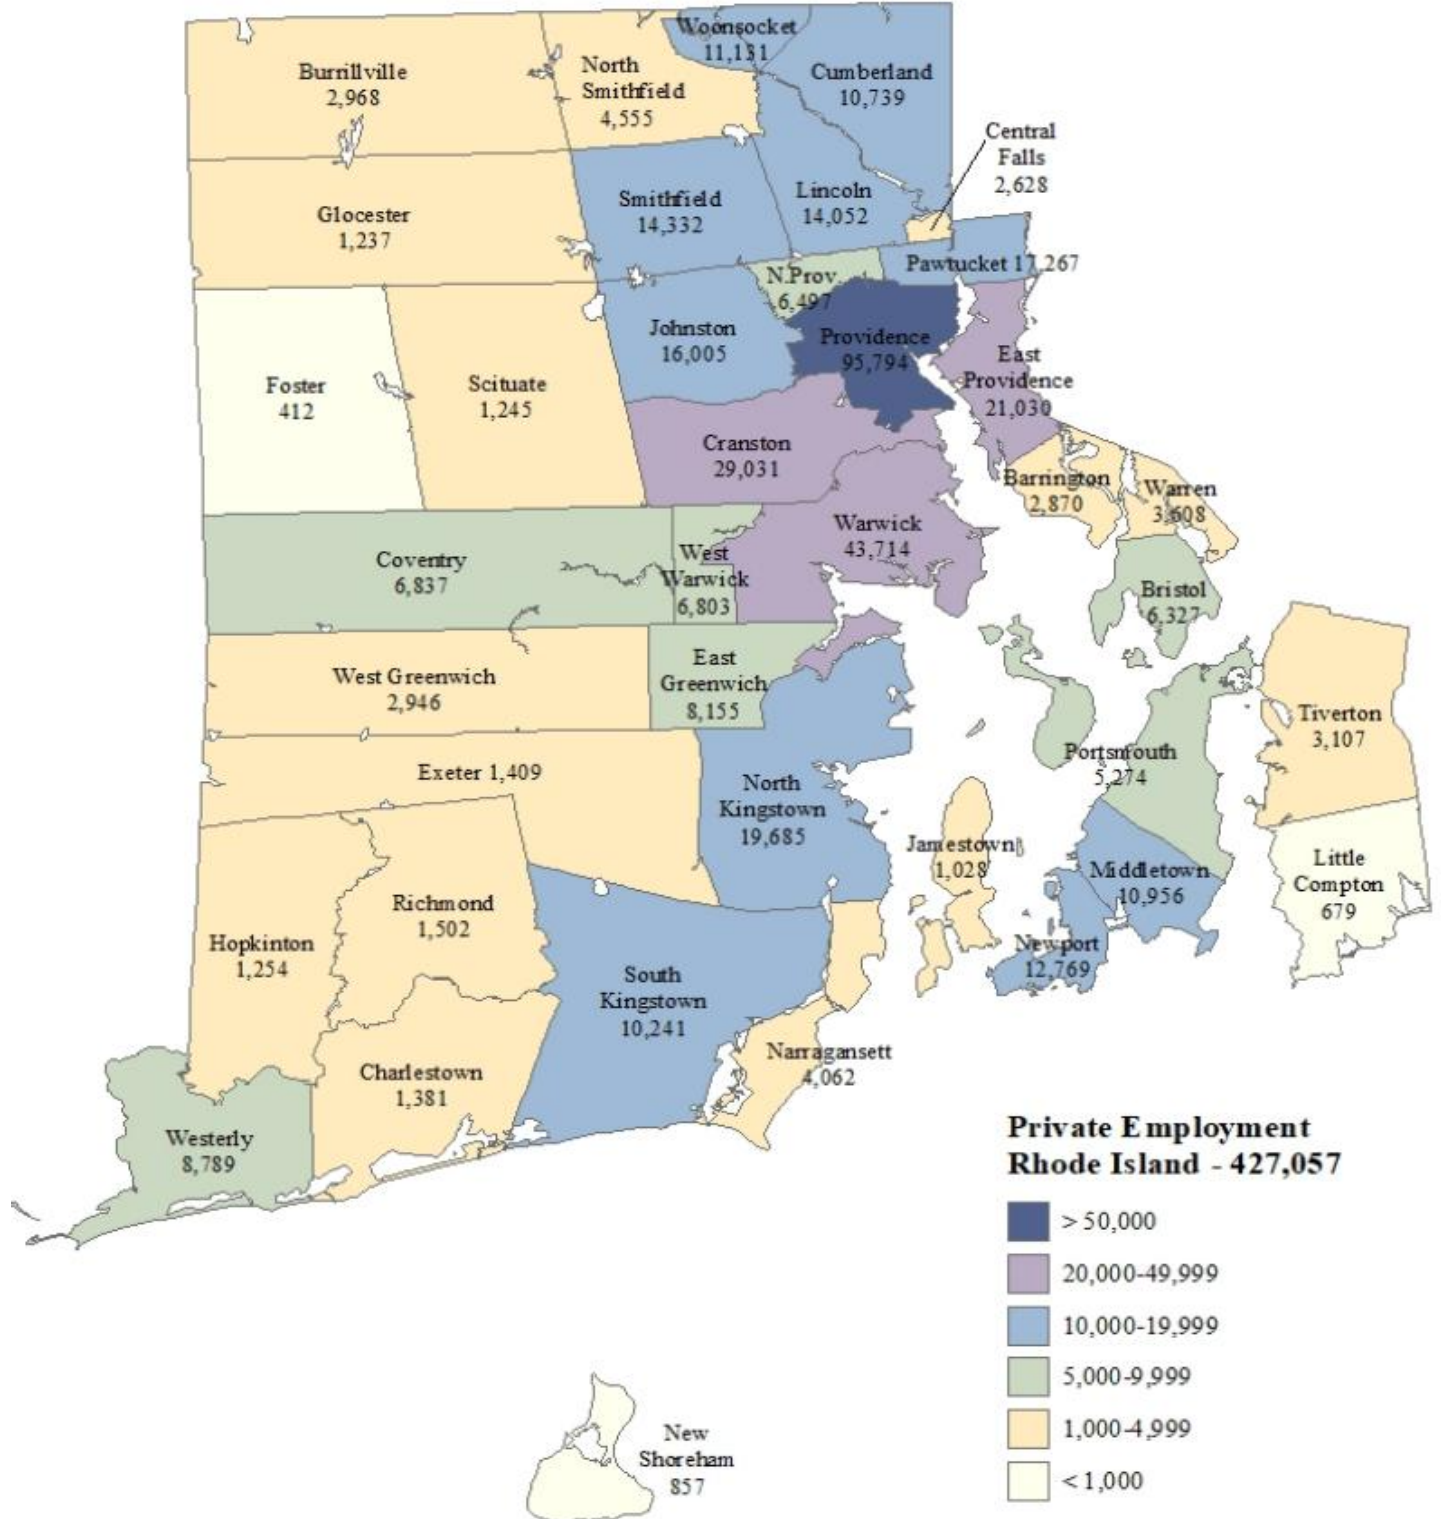 Woonsocket
11,131
Burrillville
2,968
North
Smithfield
4,555
Cumberland
10,739
Central
Falls
2,628
Smithfield
14,332
Lincoln
14,052
Glocester
1,237
Pawtucket 17,267
N.Prov.
6,497
Johnston
16,005
Providence
95,794
East
Providence
21,030
Foster
412
Scituate
1,245
Cranston
29,031
Barrington
2,870
Warren
3,608
Warwick
43,714
Coventry
6,837
West
Warwick
6,803
Bristol
6,327
West Greenwich
2,946
East
Greenwich
8,155
Tiverton
3,107
Portsmouth
5,274
Exeter 1,409
North
Kingstown
19,685
Jamestown
1,028
Middletown
10,956
Little
Compton
679
Richmond
1,502
Hopkinton
1,254
Newport
12,769
South
Kingstown
10,241
Narragansett
4,062
Charlestown
1,381
Westerly
8,789
Private Employment
Rhode Island - 427,057
> 50,000
20,000-49,999
10,000-19,999
5,000-9,999
1,000-4,999
< 1,000
New
Shoreham
857